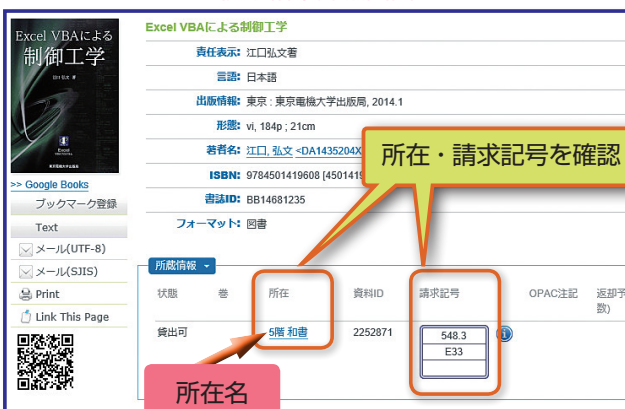 Excel VBAによる
制御工学
Excel VBAによる制御工学
責任表示: 江口弘文著
言語: 日本語
出版情報: 東京 : 東京電機大学出版局, 2014.1
形態: vi, 184p ; 21cm
著者名: 江口, 弘文 <DA1435204X
ISBN: 9784501419608 [450141
書誌ID: BB14681235
フォーマット: 図書
所在・請求記号を確認
>> Google Books
ブックマーク登録
Text
メール(UTF-8)
メール(SJIS)
Print
Link This Page
所蔵情報
状態 巻 所在 資料ID 請求記号 OPAC注記 返却予
数)
貸出可 5階 和書 2252871 548.3
E33
所在名